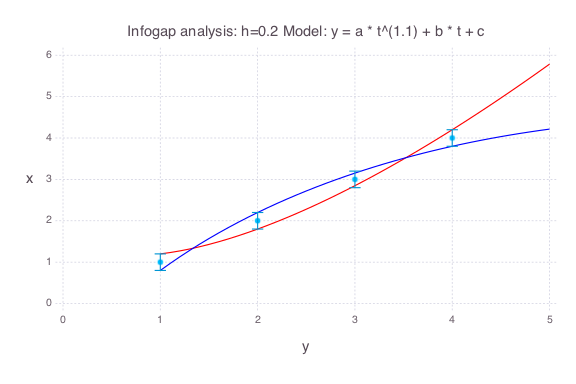 Infogap analysis: h=0.2 Model: y = a * t^(1.1) + b * t + c
6
5
4
x
3
2
1
0
0 1 2 3 4 5
y